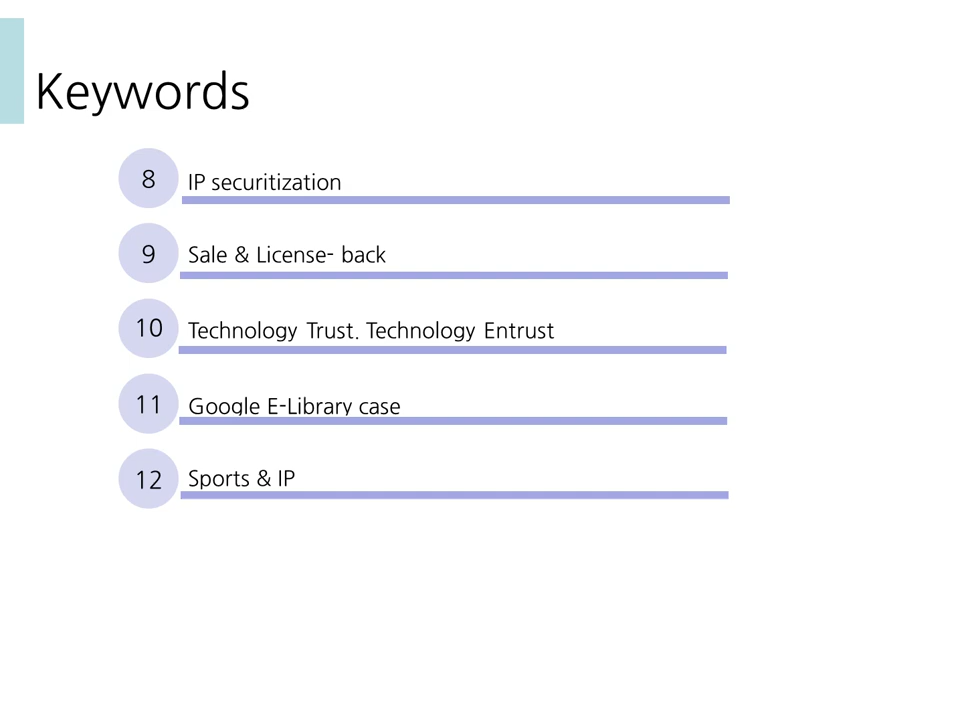 Keywords
8 IP securitization
9 Sale & License- back
10 Technology Trust. Technology Entrust
11 Google E-Library case
12 Sports & IP